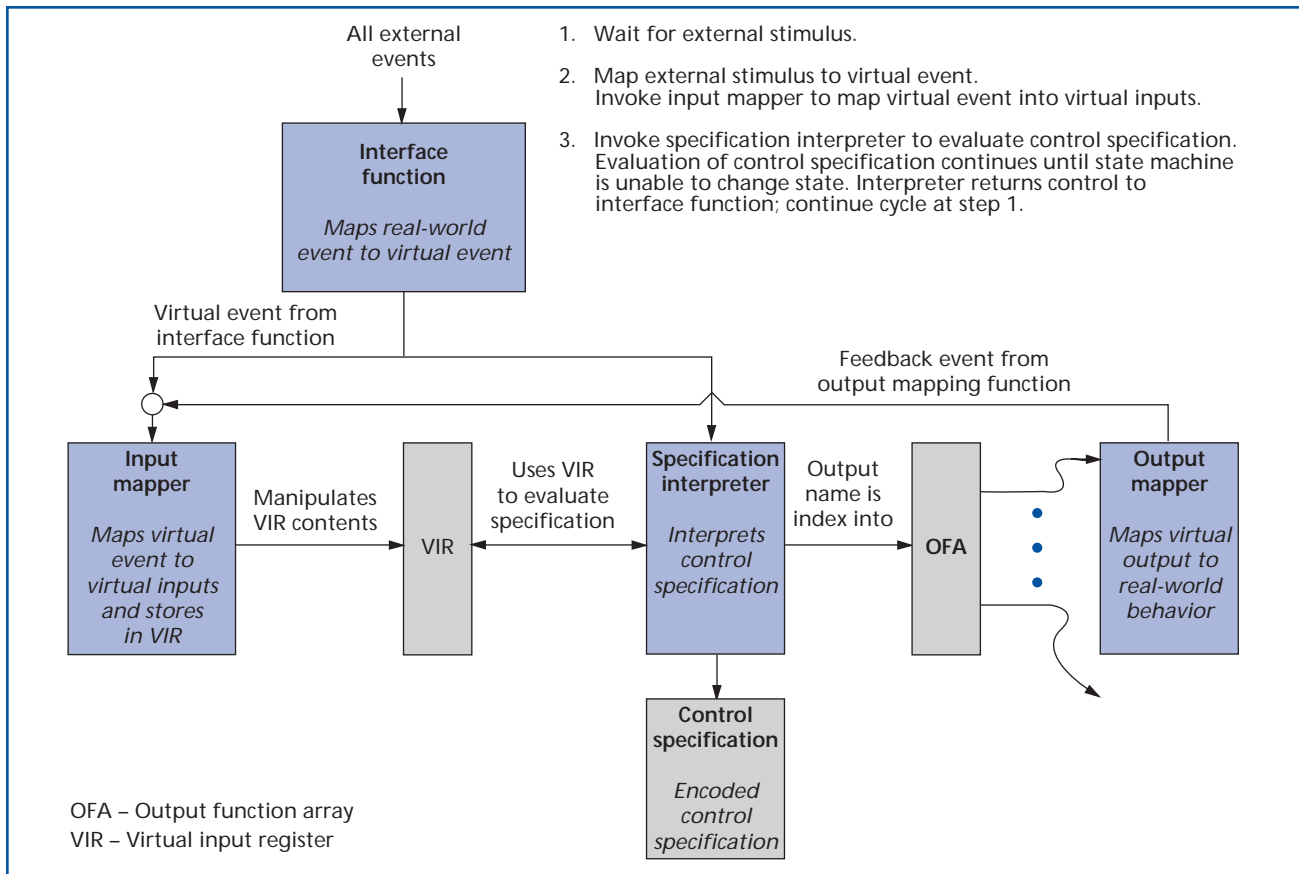 All external
events
1. Wait for external stimulus.
2. Map external stimulus to virtual event.
Invoke input mapper to map virtual event into virtual inputs.
3. Invoke specification interpreter to evaluate control specification.
Evaluation of control specification continues until state machine
is unable to change state. Interpreter returns control to
interface function; continue cycle at step 1.
Interface
function
Maps real-world
event to virtual event
Virtual event from
interface function
Feedback event from
output mapping function
Input
mapper
Maps virtual
event to
virtual inputs
and stores
in VIR
Manipulates
VIR contents
VIR
Uses VIR
to evaluate
specification
Specification
interpreter
Interprets
control
specification
Output
name is
index into
OFA
Output
mapper
Maps virtual
output to
real-world
behavior
Control
specification
Encoded
control
specification
OFA – Output function array
VIR – Virtual input register